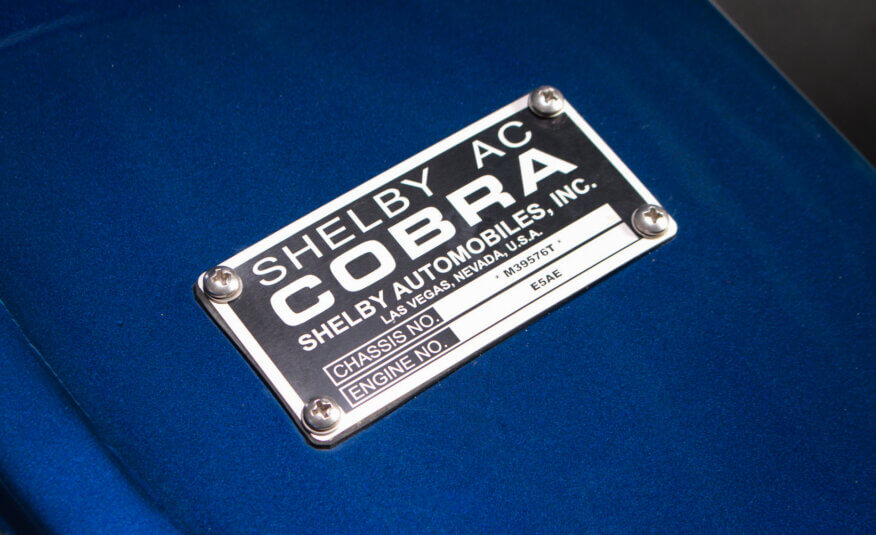 SHELBY AC
COBRA
SHELBY AUTOMOBILES, INC.
LAS VEGAS, NEVADA, U.S.A.
CHASSIS NO. * M39576T *
ENGINE NO. E5AE